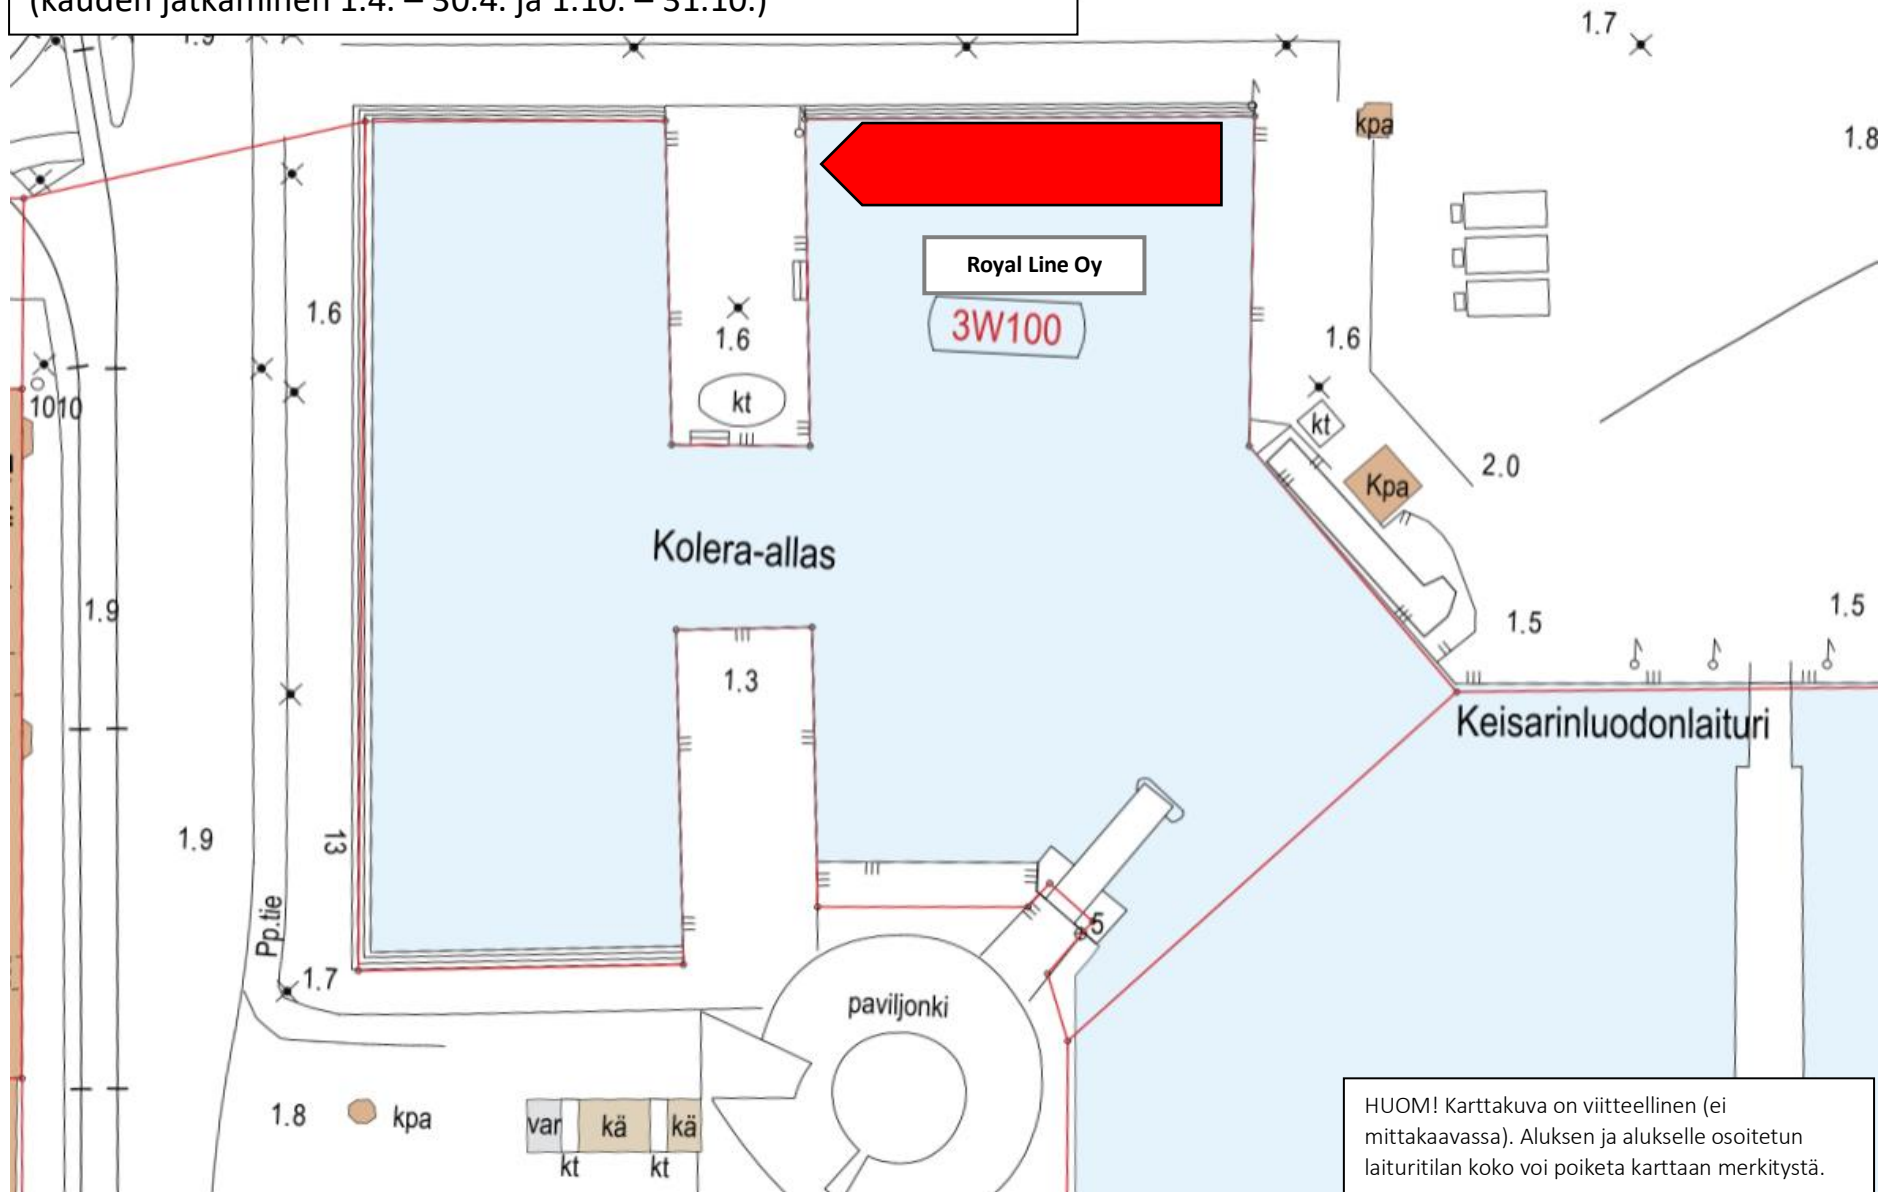 (kauden jatkaminen 1.4. – 30.4. ja 1.10. – 31.10.)
1.9
1.7
kpa
1.8
Royal Line Oy
3W100
1.6
1.6
1.6
kt
kt
1010
2.0
Kpa
Kolera-allas
1.9
1.5
1.5
1.3
Keisarinluodonlaituri
1.9
13
Pp.tie
5
1.7
paviljonki
1.8
kpa
var
kä
kä
kt
kt
HUOM! Karttakuva on viitteellinen (ei
mittakaavassa). Aluksen ja alukselle osoitetun
laituritilan koko voi poiketa karttaan merkitystä.